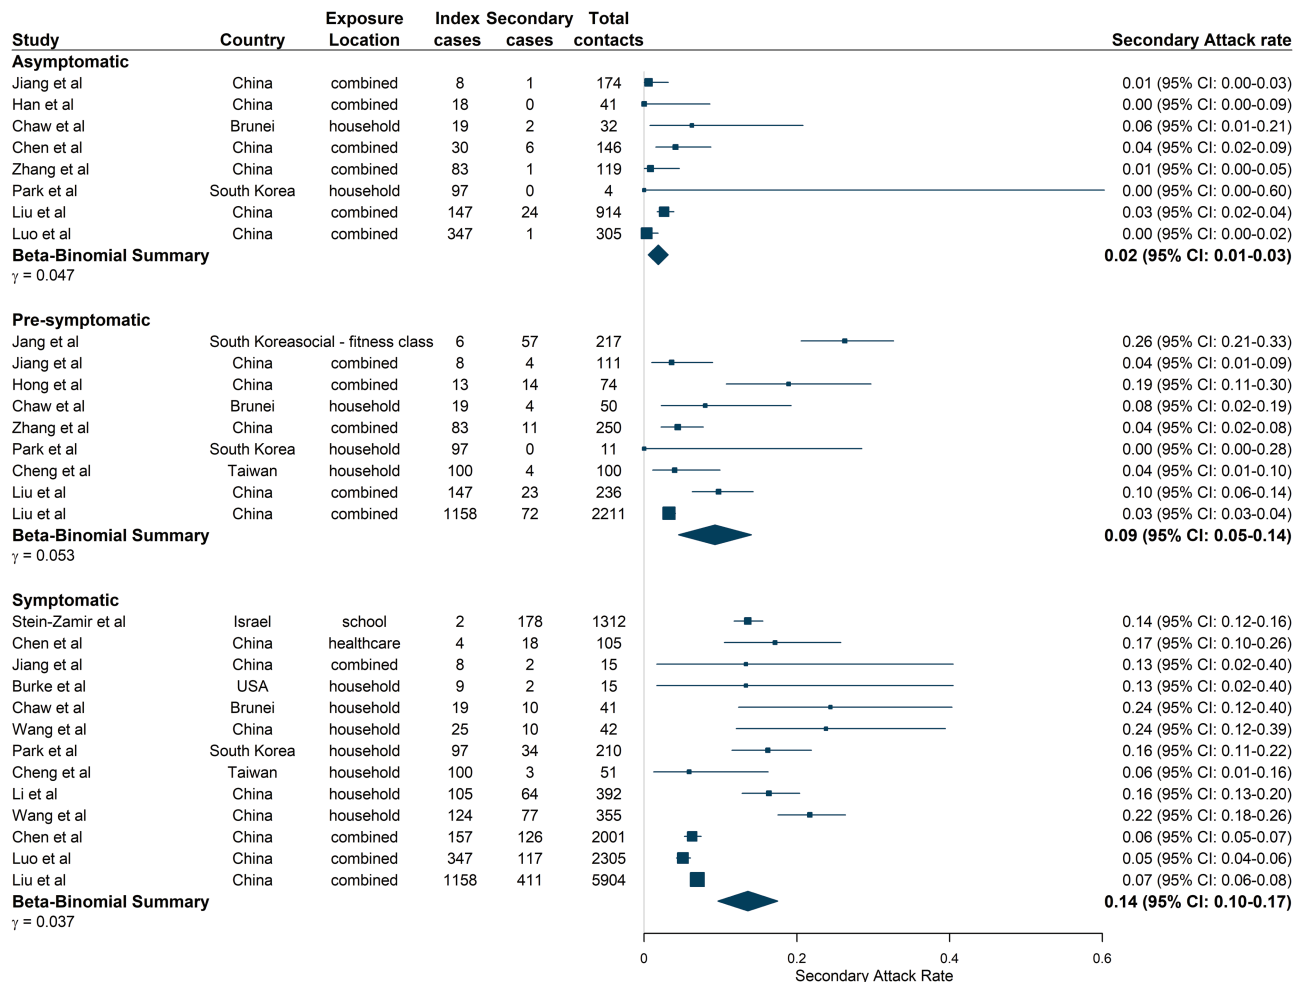 Exposure Index Secondary Total
Study Country Location cases cases contacts Secondary Attack rate
Asymptomatic
Jiang et al China combined 8 1 174 0.01 (95% CI: 0.00-0.03)
Han et al China combined 18 0 41 0.00 (95% CI: 0.00-0.09)
Chaw et al Brunei household 19 2 32 0.06 (95% CI: 0.01-0.21)
Chen et al China combined 30 6 146 0.04 (95% CI: 0.02-0.09)
Zhang et al China combined 83 1 119 0.01 (95% CI: 0.00-0.05)
Park et al South Korea household 97 0 4 0.00 (95% CI: 0.00-0.60)
Liu et al China combined 147 24 914 0.03 (95% CI: 0.02-0.04)
Luo et al China combined 347 1 305 0.00 (95% CI: 0.00-0.02)
Beta-Binomial Summary 0.02 (95% CI: 0.01-0.03)
γ = 0.047
Pre-symptomatic
Jang et al South Koreasocial - fitness class 6 57 217 0.26 (95% CI: 0.21-0.33)
Jiang et al China combined 8 4 111 0.04 (95% CI: 0.01-0.09)
Hong et al China combined 13 14 74 0.19 (95% CI: 0.11-0.30)
Chaw et al Brunei household 19 4 50 0.08 (95% CI: 0.02-0.19)
Zhang et al China combined 83 11 250 0.04 (95% CI: 0.02-0.08)
Park et al South Korea household 97 0 11 0.00 (95% CI: 0.00-0.28)
Cheng et al Taiwan household 100 4 100 0.04 (95% CI: 0.01-0.10)
Liu et al China combined 147 23 236 0.10 (95% CI: 0.06-0.14)
Liu et al China combined 1158 72 2211 0.03 (95% CI: 0.03-0.04)
Beta-Binomial Summary 0.09 (95% CI: 0.05-0.14)
γ = 0.053
Symptomatic
Stein-Zamir et al Israel school 2 178 1312 0.14 (95% CI: 0.12-0.16)
Chen et al China healthcare 4 18 105 0.17 (95% CI: 0.10-0.26)
Jiang et al China combined 8 2 15 0.13 (95% CI: 0.02-0.40)
Burke et al USA household 9 2 15 0.13 (95% CI: 0.02-0.40)
Chaw et al Brunei household 19 10 41 0.24 (95% CI: 0.12-0.40)
Wang et al China household 25 10 42 0.24 (95% CI: 0.12-0.39)
Park et al South Korea household 97 34 210 0.16 (95% CI: 0.11-0.22)
Cheng et al Taiwan household 100 3 51 0.06 (95% CI: 0.01-0.16)
Li et al China household 105 64 392 0.16 (95% CI: 0.13-0.20)
Wang et al China household 124 77 355 0.22 (95% CI: 0.18-0.26)
Chen et al China combined 157 126 2001 0.06 (95% CI: 0.05-0.07)
Luo et al China combined 347 117 2305 0.05 (95% CI: 0.04-0.06)
Liu et al China combined 1158 411 5904 0.07 (95% CI: 0.06-0.08)
Beta-Binomial Summary 0.14 (95% CI: 0.10-0.17)
γ = 0.037
0 0.2 0.4 0.6
Secondary Attack Rate